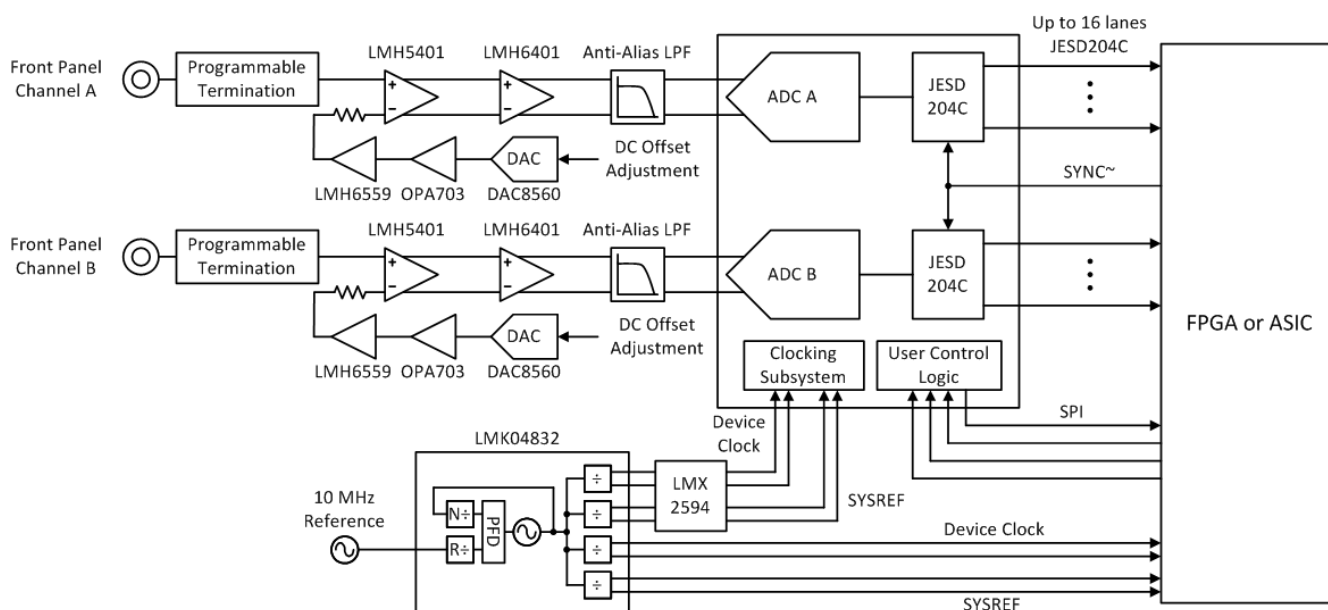 Up to 16 lanes
JESD204C
Front Panel
Channel A
Programmable
Termination
LMH5401
LMH6401
Anti-Alias LPF
+
−
+
−
ADC A
JESD
204C
LMH6559
OPA703
DAC
DAC8560
DC Offset
Adjustment
SYNC~
Front Panel
Channel B
Programmable
Termination
LMH5401
LMH6401
Anti-Alias LPF
+
−
+
−
ADC B
JESD
204C
LMH6559
OPA703
DAC
DAC8560
DC Offset
Adjustment
FPGA or ASIC
Clocking
Subsystem
User Control
Logic
SPI
Device
Clock
LMK04832
10 MHz
Reference
N÷
R÷
PFD
÷
÷
÷
÷
LMX
2594
SYSREF
Device Clock
SYSREF